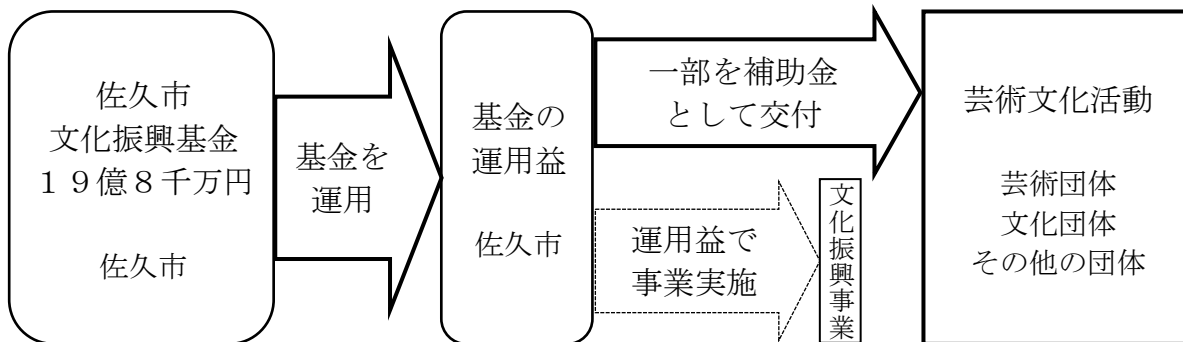 佐久市
文化振興基金
１９億８千万円
佐久市
基金を
運用
基金の
運用益
佐久市
一部を補助金
として交付
運用益で
事業実施
文化振興事業
芸術文化活動
芸術団体
文化団体
その他の団体